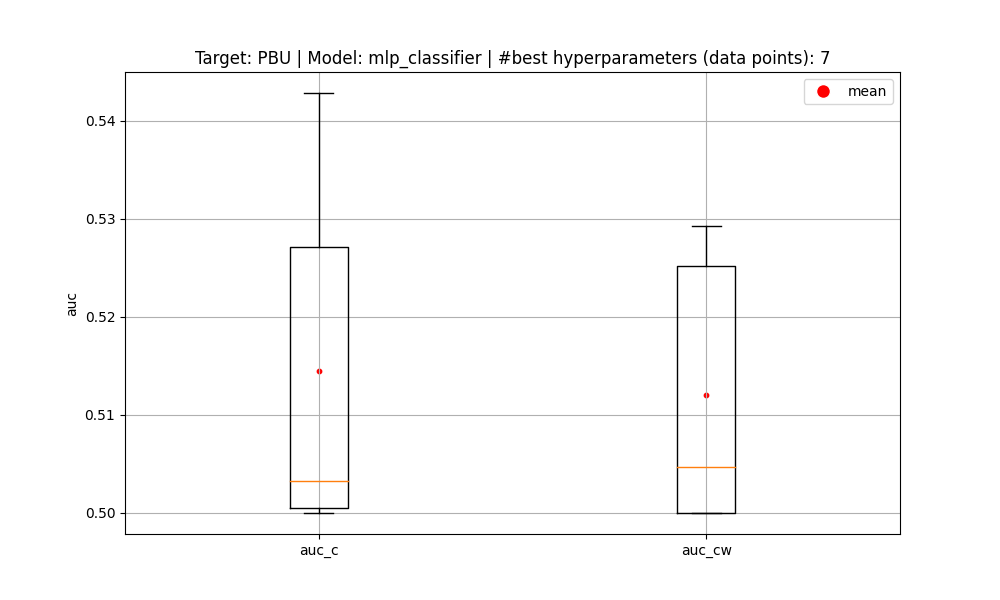 Target: PBU | Model: mlp_classifier | #best hyperparameters (data points): 7
mean
0.54
0.53
0.52
0.51
0.50
auc
auc_c
auc_cw